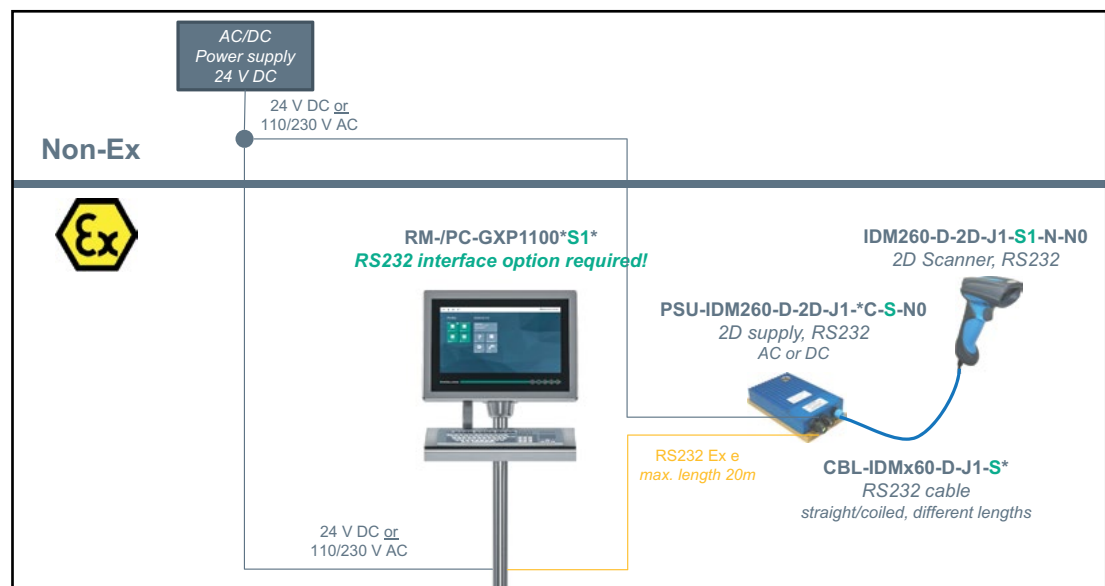 AC/DC
Power supply
24 V DC
24 V DC or
110/230 V AC
Non-Ex
Ex
RM-/PC-GXP1100*S1*
RS232 interface option required!
IDM260-D-2D-J1-S1-N-N0
2D Scanner, RS232
PSU-IDM260-D-2D-J1-*C-S-N0
2D supply, RS232
AC or DC
RS232 Ex e
max. length 20m
CBL-IDMx60-D-J1-S*
RS232 cable
straight/coiled, different lengths
24 V DC or
110/230 V AC